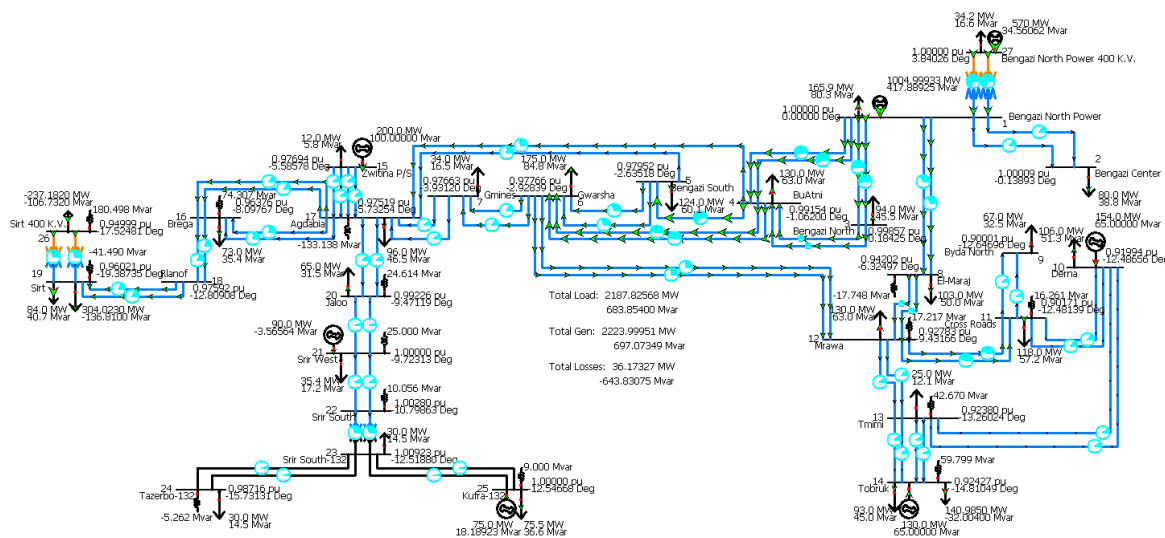 34.2 MW
16.6 Mvar
570 MW
34.56062 Mvar
1.00000 pu
3.84026 Deg
27
Bengazi North Power 400 K.V.
1004.99933 MW
417.88925 Mvar
165.9 MW
80.3 Mvar
1.00000 pu
0.00000 Deg
Bengazi North Power
1
2
Bengazi Center
1.00009 pu
-0.13893 Deg
80.0 MW
38.8 Mvar
12.0 MW
5.8 Mvar
200.0 MW
100.00000 Mvar
0.97694 pu
-5.58578 Deg
15
Zwitina P/S
34.0 MW
16.5 Mvar
175.0 MW
84.8 Mvar
0.97952 pu
-2.63518 Deg
5
Bengazi South
124.0 MW
60.1 Mvar
130.0 MW
63.0 Mvar
4
BuAtni
0.99154 pu
-1.06200 Deg
94.0 MW
45.5 Mvar
3
Bengazi North
0.99857 pu
-0.18425 Deg
0.97663 pu
-3.93120 Deg
7
Gmines
0.97766 pu
-2.92839 Deg
6
Gwarsha
-237.1820 MW
-106.7320 Mvar
180.498 Mvar
Sirt 400 K.V.
0.94999 pu
-17.52481 Deg
26
-41.490 Mvar
74.307 Mvar
0.96376 pu
-8.09767 Deg
16
Brega
73.0 MW
35.4 Mvar
17
Agdabia
0.97519 pu
-5.73254 Deg
-133.138 Mvar
19
Sirt
0.96021 pu
-19.38735 Deg
Rlanof
18
0.97592 pu
-12.80908 Deg
84.0 MW
40.7 Mvar
304.0230 MW
-136.8100 Mvar
24.614 Mvar
65.0 MW
31.5 Mvar
20
Jalo
0.99226 pu
-9.47119 Deg
90.0 MW
-3.56564 Mvar
25.000 Mvar
21
Srir West
1.00000 pu
-9.72313 Deg
35.4 MW
17.2 Mvar
10.056 Mvar
22
Srir South
1.00280 pu
-10.79863 Deg
30.0 MW
14.5 Mvar
23
Srir South-132
1.00923 pu
-12.51880 Deg
24
Tazerbo-132
0.98716 pu
-15.73131 Deg
-5.262 Mvar
30.0 MW
14.5 Mvar
9.000 Mvar
25
Kuffra-132
1.00000 pu
-12.54668 Deg
75.0 MW
18.18923 Mvar
75.5 MW
36.6 Mvar
Total Load: 2187.82568 MW
683.85400 Mvar
Total Gen: 2223.99951 MW
697.07349 Mvar
Total Losses: 36.17327 MW
-643.83075 Mvar
0.94202 pu
-6.32497 Deg
8
El-Maraj
-17.748 Mvar
103.0 MW
50.0 Mvar
67.0 MW
32.5 Mvar
0.90001 pu
-12.64696 Deg
Byda North
9
106.0 MW
51.3 Mvar
154.0 MW
65.00000 Mvar
10
Derna
0.91994 pu
-12.48656 Deg
16.261 Mvar
0.90171 pu
-12.48139 Deg
11
Cross Roads
118.0 MW
57.2 Mvar
130.0 MW
63.0 Mvar
-17.217 Mvar
12
Mrawa
0.92783 pu
-9.43166 Deg
25.0 MW
12.1 Mvar
42.670 Mvar
13
Tmimi
0.92380 pu
-13.26024 Deg
59.799 Mvar
14
Tobruk
0.92427 pu
-14.81049 Deg
93.0 MW
45.0 Mvar
130.0 MW
65.00000 Mvar
140.9850 MW
-32.00400 Mvar